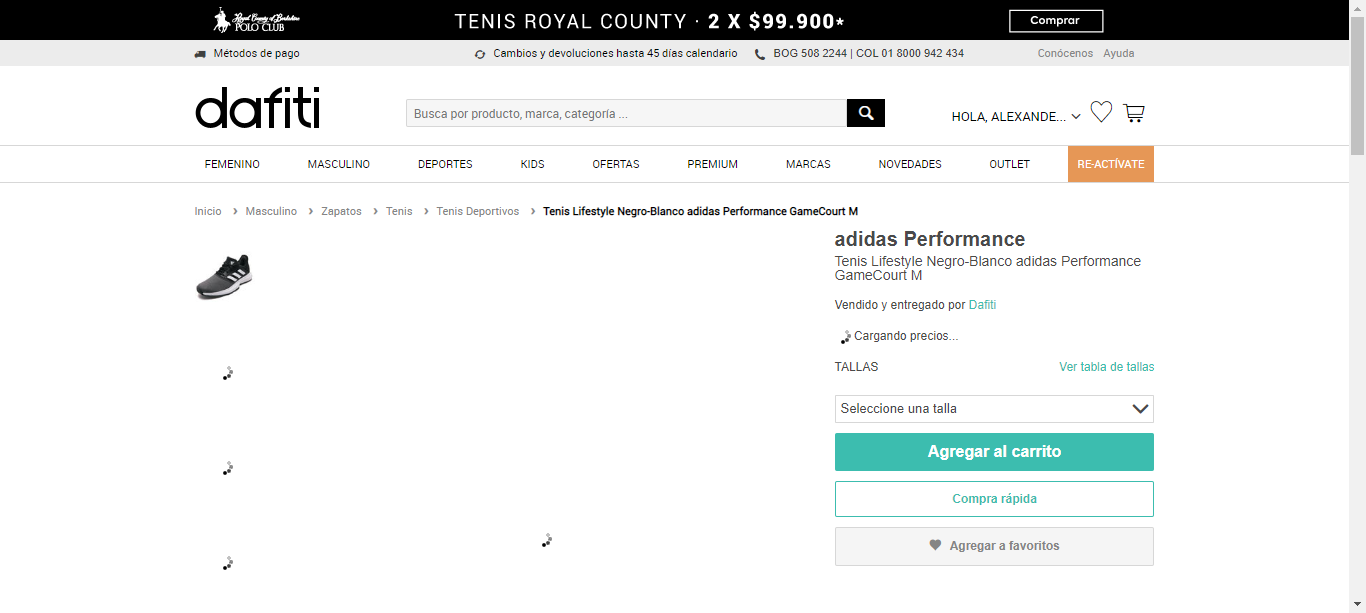 Royal County of Berkshire
POLO CLUB
TENIS ROYAL COUNTY · 2 X $99.900*
Comprar
Métodos de pago
Cambios y devoluciones hasta 45 días calendario
BOG 508 2244 | COL 01 8000 942 434
Conócenos Ayuda
dafiti
Busca por producto, marca, categoría ...
HOLA, ALEXANDE...
FEMENINO MASCULINO DEPORTES KIDS OFERTAS PREMIUM MARCAS NOVEDADES OUTLET RE-ACTÍVATE
Inicio > Masculino > Zapatos > Tenis > Tenis Deportivos > Tenis Lifestyle Negro-Blanco adidas Performance GameCourt M
adidas Performance
Tenis Lifestyle Negro-Blanco adidas Performance
GameCourt M
Vendido y entregado por Dafiti
Cargando precios...
TALLAS Ver tabla de tallas
Seleccione una talla
Agregar al carrito
Compra rápida
Agregar a favoritos